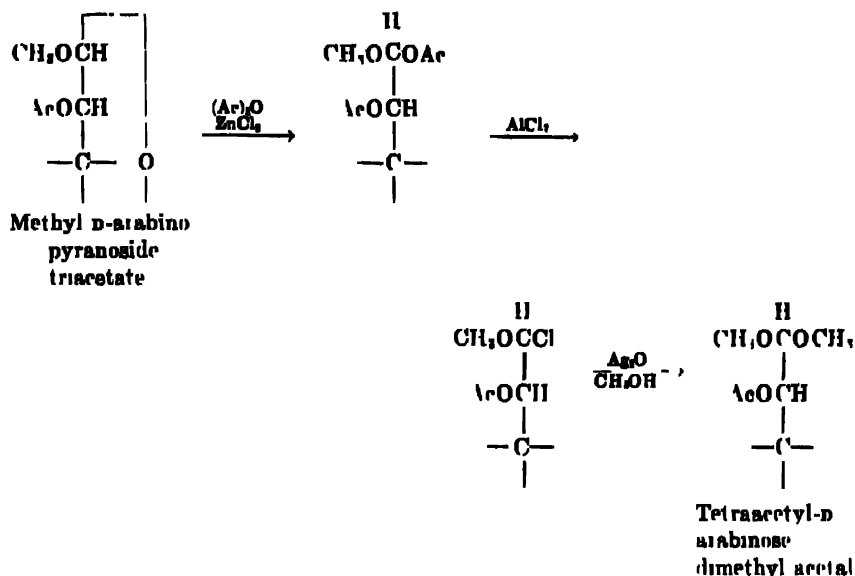 H
CH₃OCH
CH₃OCOAc
AcOCH
(Ac)₂O
ZnCl₂
AcOCH
AlCl₃
—C— O
—C—
Methyl D-arabino
pyranoside
triacetate
H
CH₃OCCl
AcOCH
—C—
Ag₂O
CH₃OH
H
CH₃OCOCH₃
AcOCH
—C—
Tetraacetyl-D
arabinose
dimethyl acetal